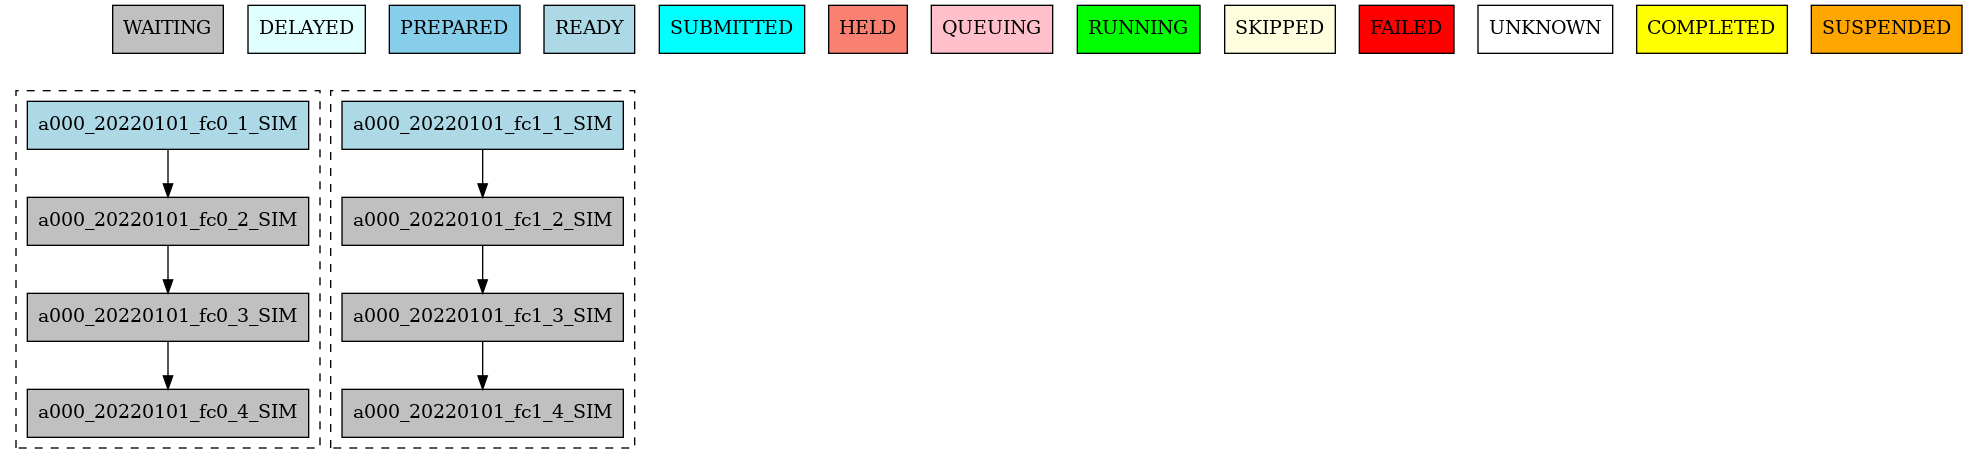 WAITING DELAYED PREPARED READY SUBMITTED HELD QUEUING RUNNING SKIPPED FAILED UNKNOWN COMPLETED SUSPENDED
a000_20220101_fc0_1_SIM a000_20220101_fc1_1_SIM
a000_20220101_fc0_2_SIM a000_20220101_fc1_2_SIM
a000_20220101_fc0_3_SIM a000_20220101_fc1_3_SIM
a000_20220101_fc0_4_SIM a000_20220101_fc1_4_SIM